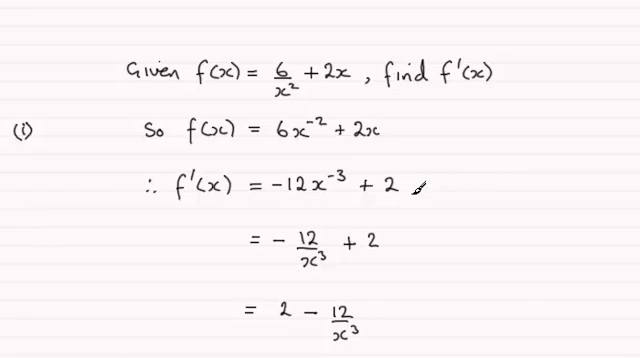 Given f(x) = 6/x² + 2x , find f'(x)
(i) So f(x) = 6x⁻² + 2x
∴ f'(x) = -12x⁻³ + 2
= - 12/x³ + 2
= 2 - 12/x³